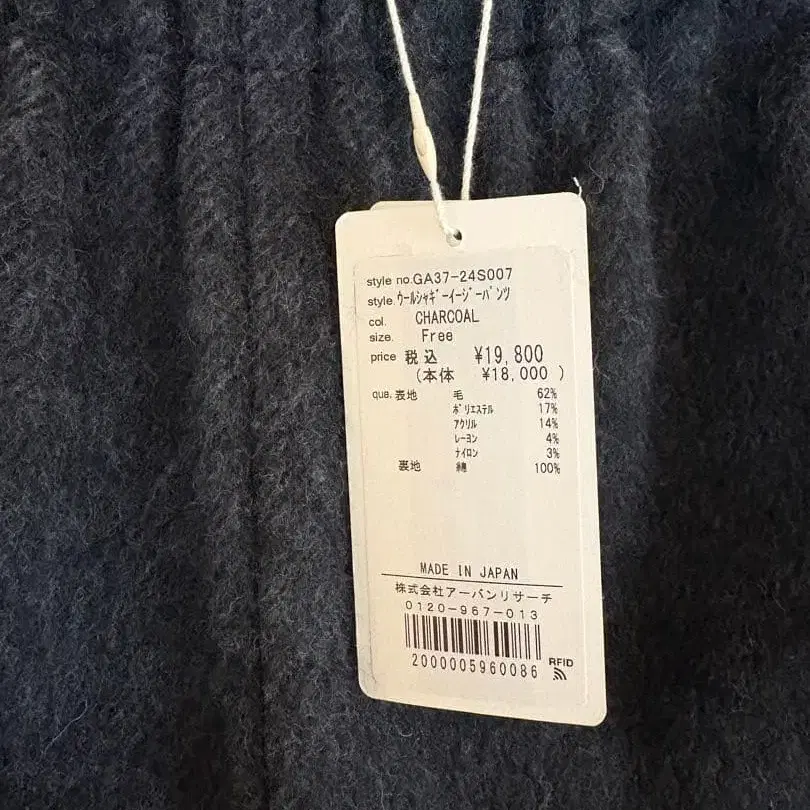 style no.GA37-24S007
style.ｳｰﾙｼｬｷﾞｰｲｰｼﾞｰﾊﾟﾝﾂ
col. CHARCOAL
size. Free
price 税込 ¥19,800
(本体 ¥18,000 )
qua. 表地 毛 62%
ﾎﾟﾘｴｽﾃﾙ 17%
ｱｸﾘﾙ 14%
ﾚｰﾖﾝ 4%
ﾅｲﾛﾝ 3%
裏地 綿 100%
MADE IN JAPAN
株式会社アーバンリサーチ
0120-967-013
2000005960086
RFID